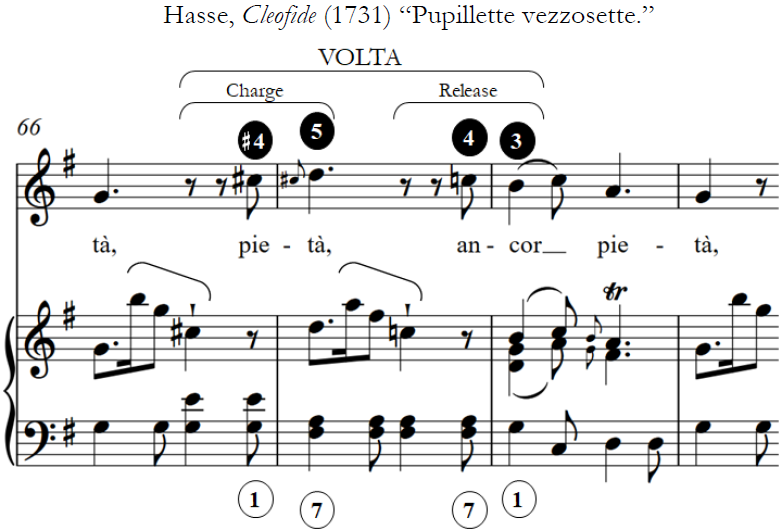 Hasse, Cleofide (1731) “Pupillette vezzosette.”
VOLTA
Charge Release
66
♯4 5 4 3
tà, pie - tà, an - cor pie - tà,
tr
1 7 7 1